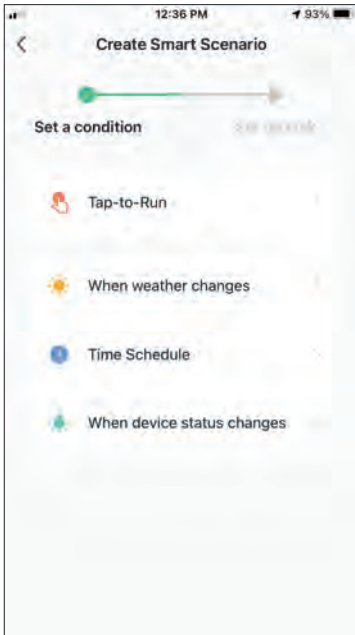 12:36 PM 93%
Create Smart Scenario
Set a condition
Tap-to-Run
When weather changes
Time Schedule
When device status changes